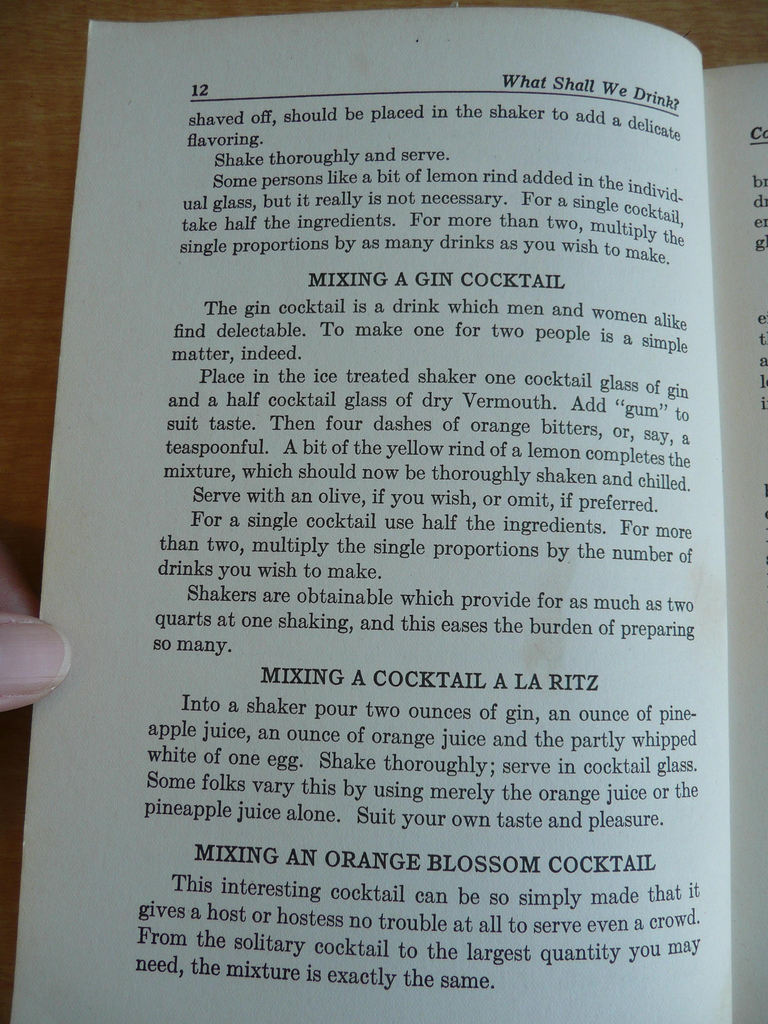 12 What Shall We Drink?
shaved off, should be placed in the shaker to add a delicate
flavoring.
Shake thoroughly and serve.
Some persons like a bit of lemon rind added in the individ-
ual glass, but it really is not necessary. For a single cocktail,
take half the ingredients. For more than two, multiply the
single proportions by as many drinks as you wish to make.
MIXING A GIN COCKTAIL
The gin cocktail is a drink which men and women alike
find delectable. To make one for two people is a simple
matter, indeed.
Place in the ice treated shaker one cocktail glass of gin
and a half cocktail glass of dry Vermouth. Add "gum" to
suit taste. Then four dashes of orange bitters, or, say, a
teaspoonful. A bit of the yellow rind of a lemon completes the
mixture, which should now be thoroughly shaken and chilled.
Serve with an olive, if you wish, or omit, if preferred.
For a single cocktail use half the ingredients. For more
than two, multiply the single proportions by the number of
drinks you wish to make.
Shakers are obtainable which provide for as much as two
quarts at one shaking, and this eases the burden of preparing
so many.
MIXING A COCKTAIL A LA RITZ
Into a shaker pour two ounces of gin, an ounce of pine-
apple juice, an ounce of orange juice and the partly whipped
white of one egg. Shake thoroughly; serve in cocktail glass.
Some folks vary this by using merely the orange juice or the
pineapple juice alone. Suit your own taste and pleasure.
MIXING AN ORANGE BLOSSOM COCKTAIL
This interesting cocktail can be so simply made that it
gives a host or hostess no trouble at all to serve even a crowd.
From the solitary cocktail to the largest quantity you may
need, the mixture is exactly the same.